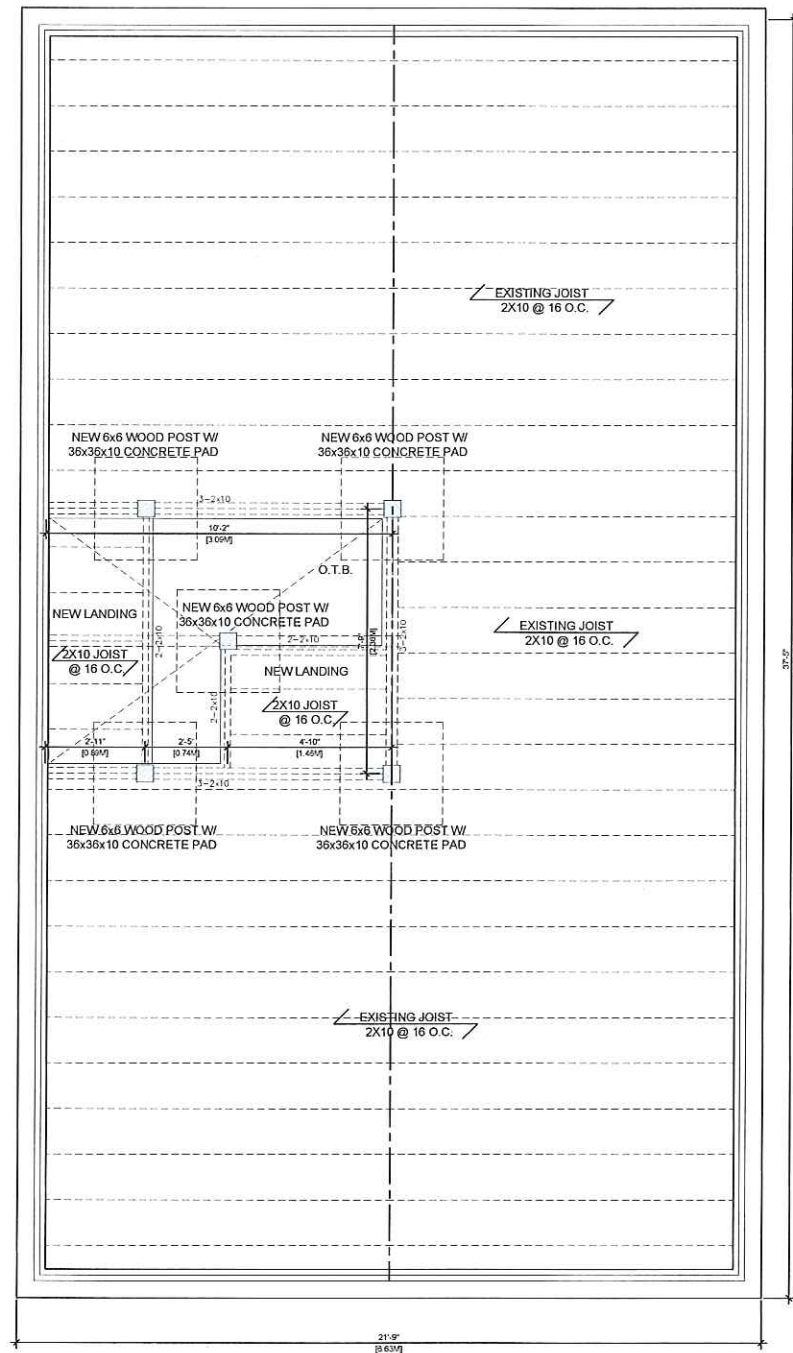 EXISTING JOIST
2X10 @ 16 O.C.
NEW 6x6 WOOD POST W/
36x36x10 CONCRETE PAD
NEW 6x6 WOOD POST W/
36x36x10 CONCRETE PAD
3-2x10
10'-2"
[3.09M]
O.T.B.
NEW LANDING
2X10 JOIST
@ 16 O.C.
2-2x10
NEW 6x6 WOOD POST W/
36x36x10 CONCRETE PAD
2-2x10
3-2x10
EXISTING JOIST
2X10 @ 16 O.C.
37'-5"
NEW LANDING
2X10 JOIST
@ 16 O.C.
2-2x10
2'-11"
[0.89M]
2'-5"
[0.74M]
4'-10"
[1.46M]
3-2x10
NEW 6x6 WOOD POST W/
36x36x10 CONCRETE PAD
NEW 6x6 WOOD POST W/
36x36x10 CONCRETE PAD
EXISTING JOIST
2X10 @ 16 O.C.
21'-9"
[6.63M]